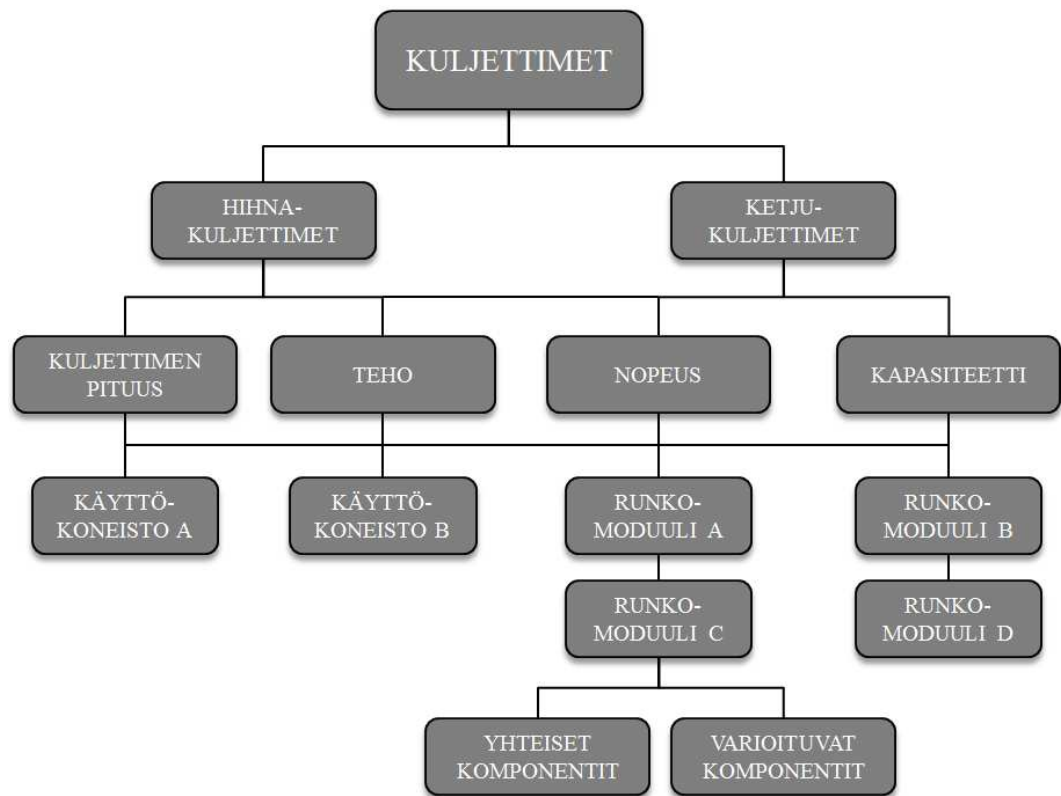 KULJETTIMET
HIHNA-
KULJETTIMET
KETJU-
KULJETTIMET
KULJETTIMEN
PITUUS
TEHO
NOPEUS
KAPASITEETTI
KÄYTTÖ-
KONEISTO A
KÄYTTÖ-
KONEISTO B
RUNKO-
MODUULI A
RUNKO-
MODUULI B
RUNKO-
MODUULI C
RUNKO-
MODUULI D
YHTEISET
KOMPONENTIT
VARIOITUVAT
KOMPONENTIT